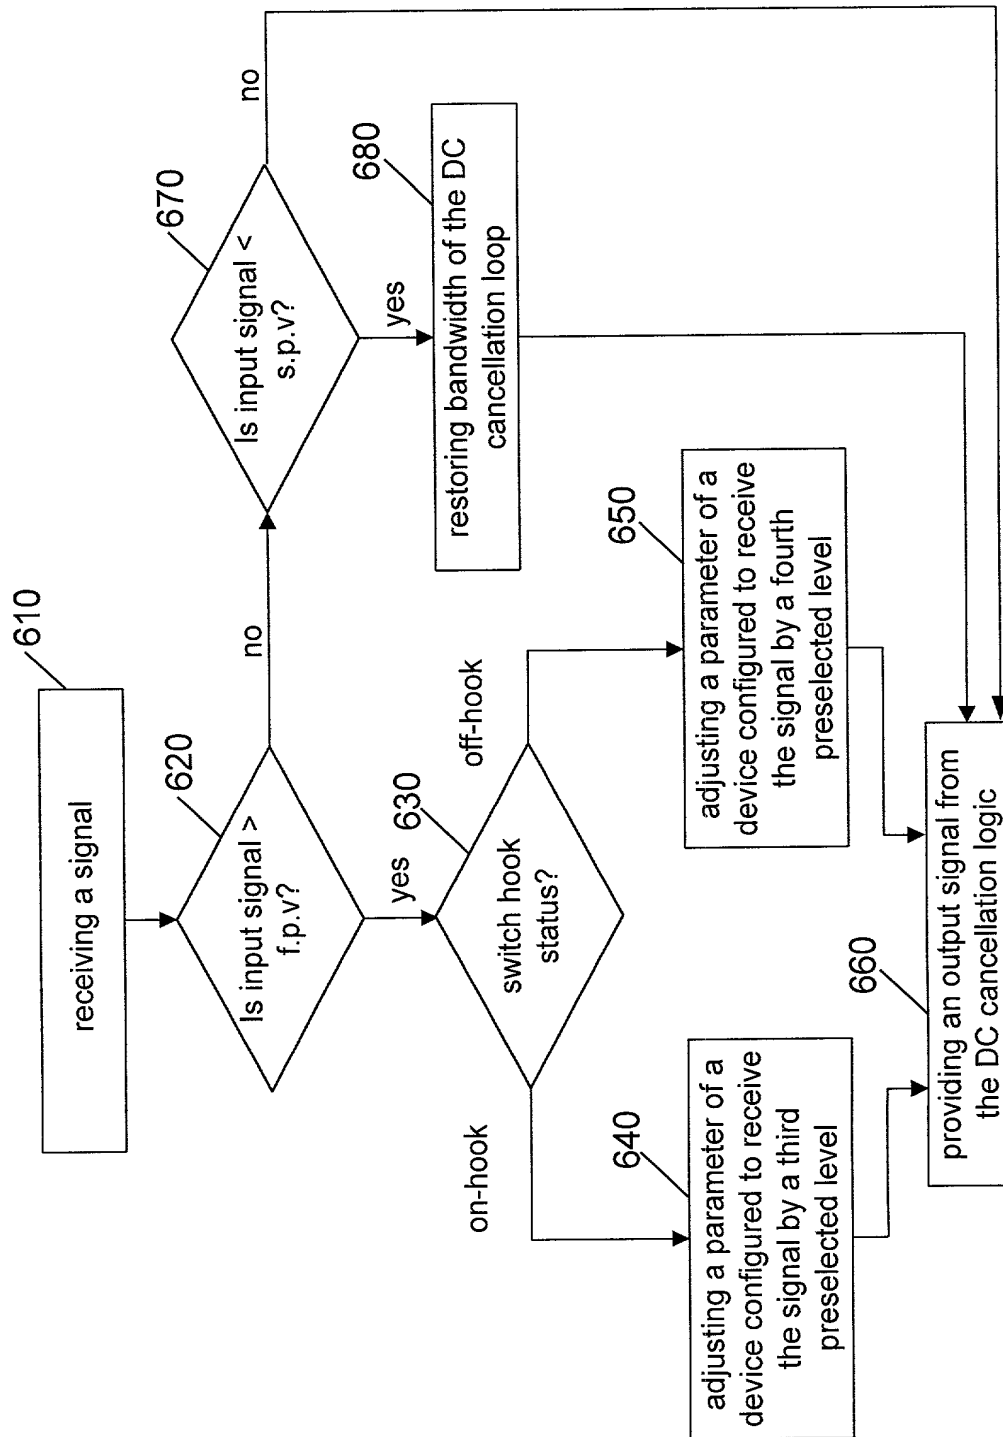 610
receiving a signal
620
Is input signal >
f.p.v?
no
yes
670
Is input signal <
s.p.v?
no
yes
680
restoring bandwidth of the DC
cancellation loop
630
switch hook
status?
on-hook
off-hook
640
adjusting a parameter of a
device configured to receive
the signal by a third
preselected level
650
adjusting a parameter of a
device configured to receive
the signal by a fourth
preselected level
660
providing an output signal from
the DC cancellation logic